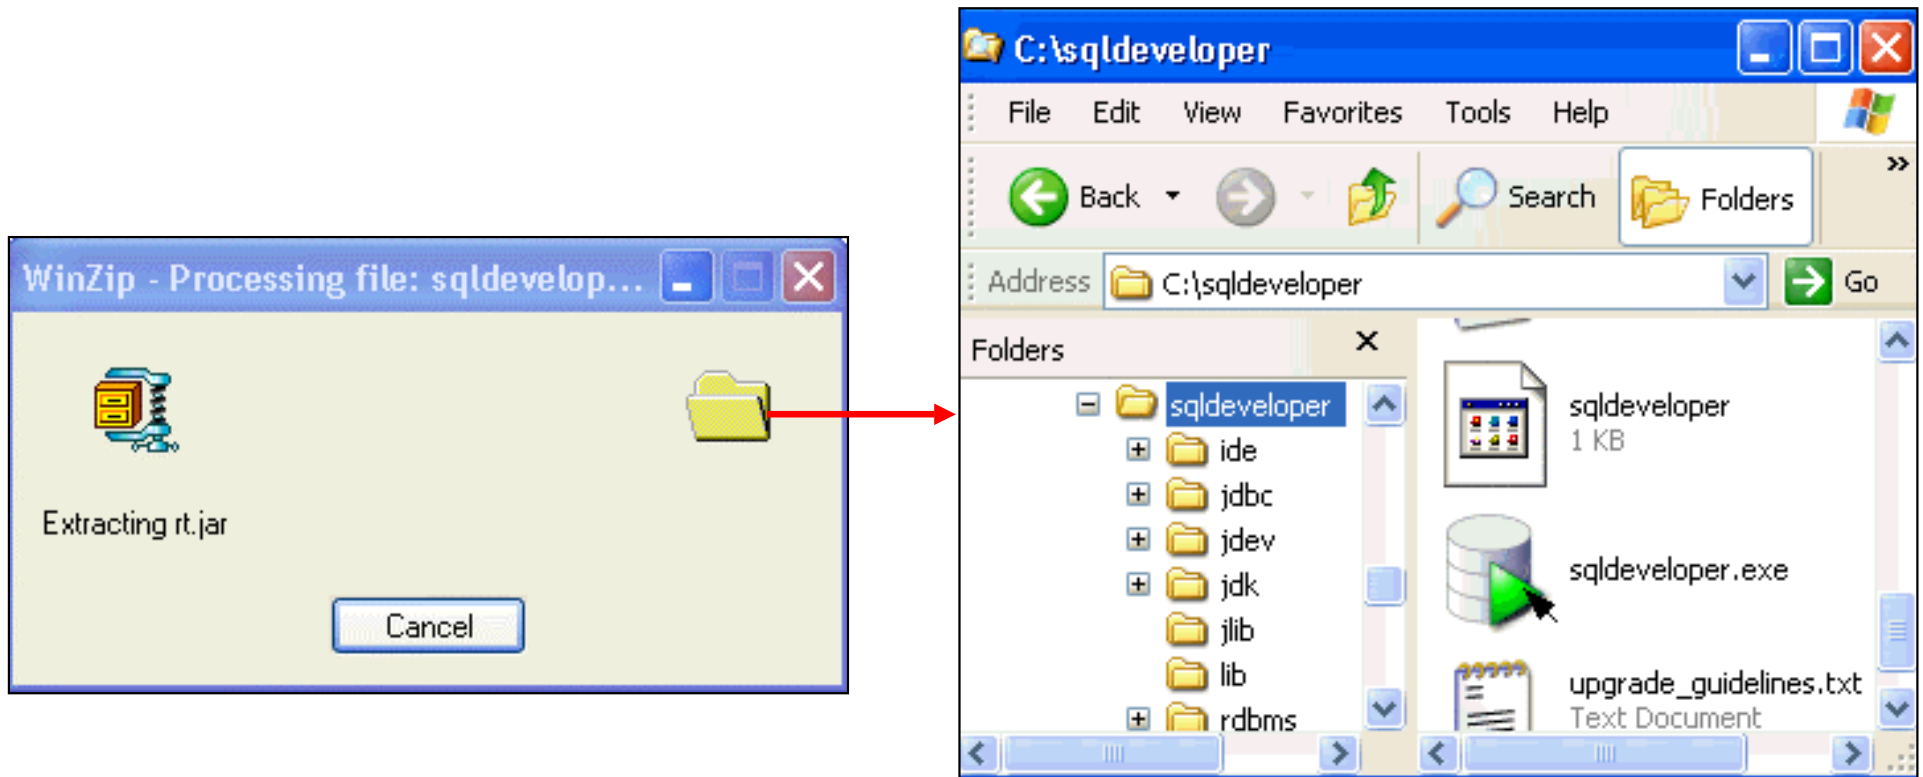 WinZip - Processing file: sqldevelop...
Extracting rt.jar
Cancel
C:\sqldeveloper
File Edit View Favorites Tools Help
Back Search Folders »
Address C:\sqldeveloper Go
Folders
sqldeveloper
ide
jdbc
jdev
jdk
jlib
lib
rdbms
sqldeveloper
1 KB
sqldeveloper.exe
upgrade_guidelines.txt
Text Document